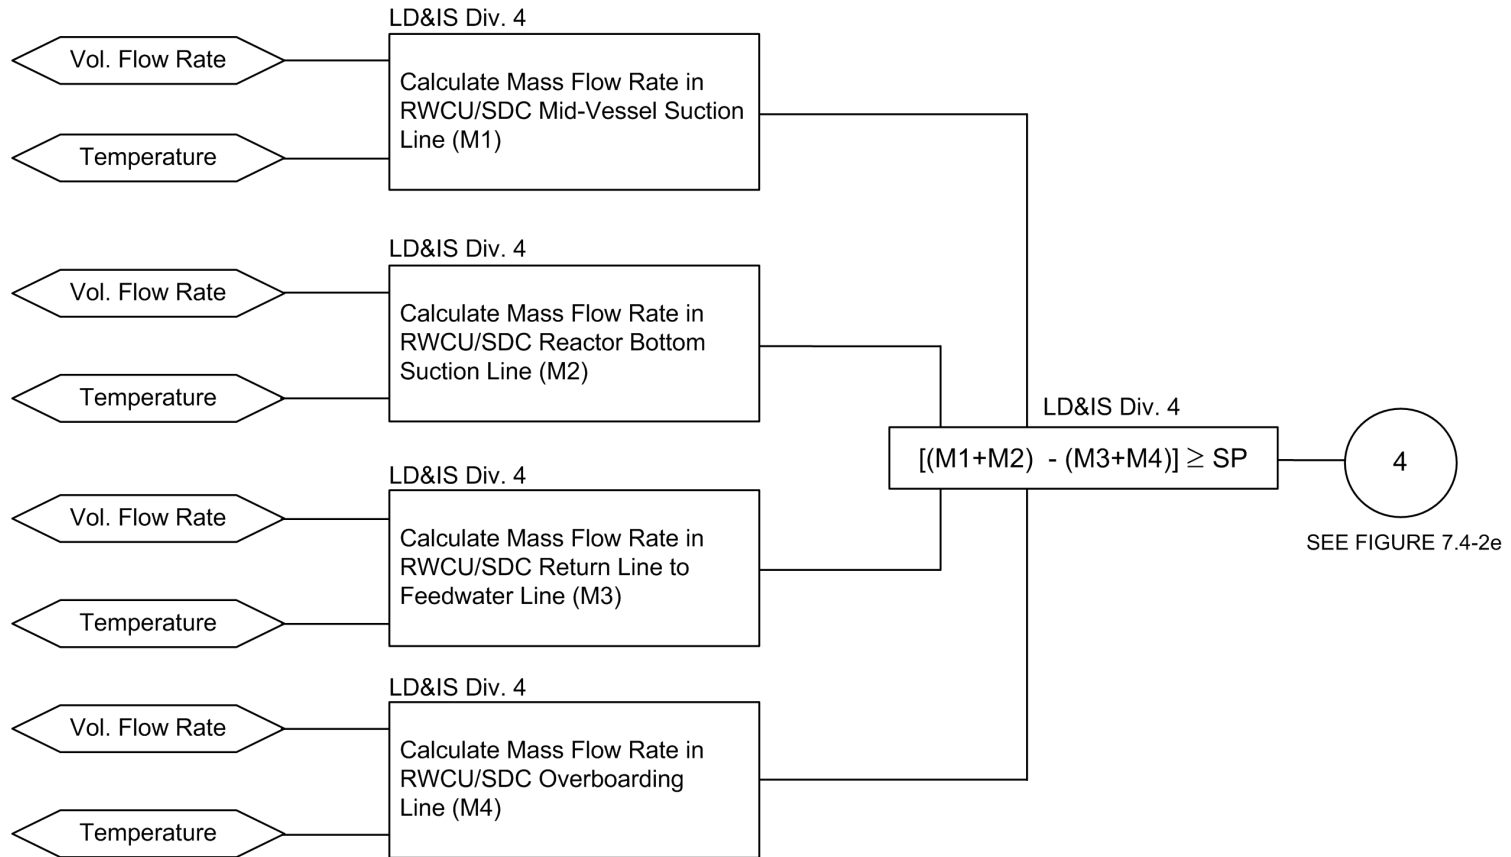 LD&IS Div. 4
Vol. Flow Rate
Temperature
Calculate Mass Flow Rate in
RWCU/SDC Mid-Vessel Suction
Line (M1)
LD&IS Div. 4
Vol. Flow Rate
Temperature
Calculate Mass Flow Rate in
RWCU/SDC Reactor Bottom
Suction Line (M2)
LD&IS Div. 4
Vol. Flow Rate
Temperature
Calculate Mass Flow Rate in
RWCU/SDC Return Line to
Feedwater Line (M3)
LD&IS Div. 4
Vol. Flow Rate
Temperature
Calculate Mass Flow Rate in
RWCU/SDC Overboarding
Line (M4)
LD&IS Div. 4
[(M1+M2) - (M3+M4)] ≥ SP
4
SEE FIGURE 7.4-2e